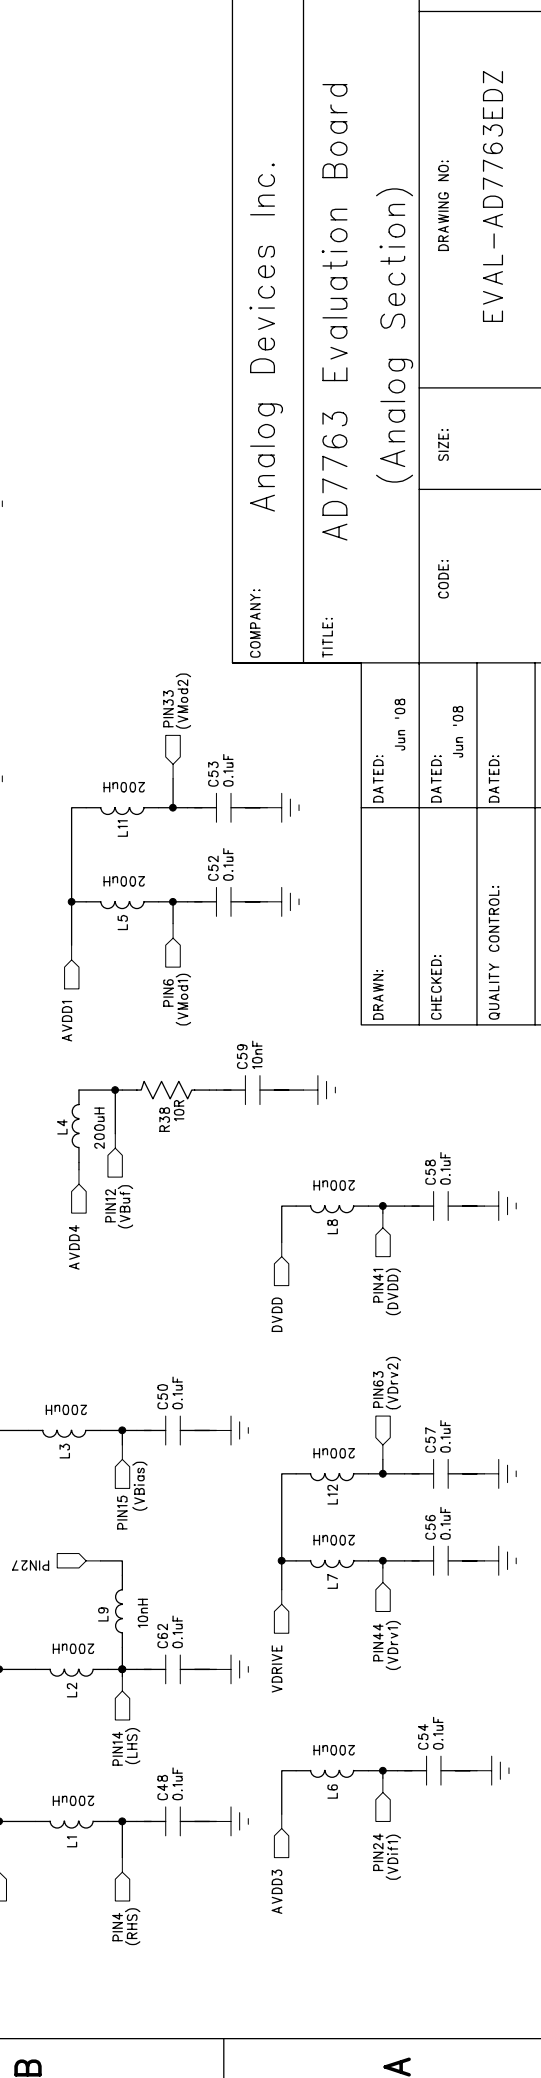 B
A
PIN4
(RHS)
L1
200uH
C48
0.1uF
PIN14
(LHS)
L2
200uH
L9
10nH
PIN27
C62
0.1uF
PIN15
(VBias)
L3
200uH
C50
0.1uF
AVDD4
L4
200uH
PIN12
(VBuf)
R38
10R
C59
10nF
AVDD1
L5
200uH
PIN6
(VMod1)
C52
0.1uF
L11
200uH
PIN33
(VMod2)
C53
0.1uF
AVDD3
L6
200uH
PIN24
(VDif1)
C54
0.1uF
VDRIVE
L7
200uH
PIN44
(VDrv1)
C56
0.1uF
L12
200uH
PIN63
(VDrv2)
C57
0.1uF
DVDD
L8
200uH
PIN41
(DVDD)
C58
0.1uF
COMPANY:
Analog Devices Inc.
TITLE:
AD7763 Evaluation Board
(Analog Section)
DRAWN:
DATED:
Jun '08
CHECKED:
DATED:
Jun '08
QUALITY CONTROL:
DATED:
CODE:
SIZE:
DRAWING NO:
EVAL-AD7763EDZ